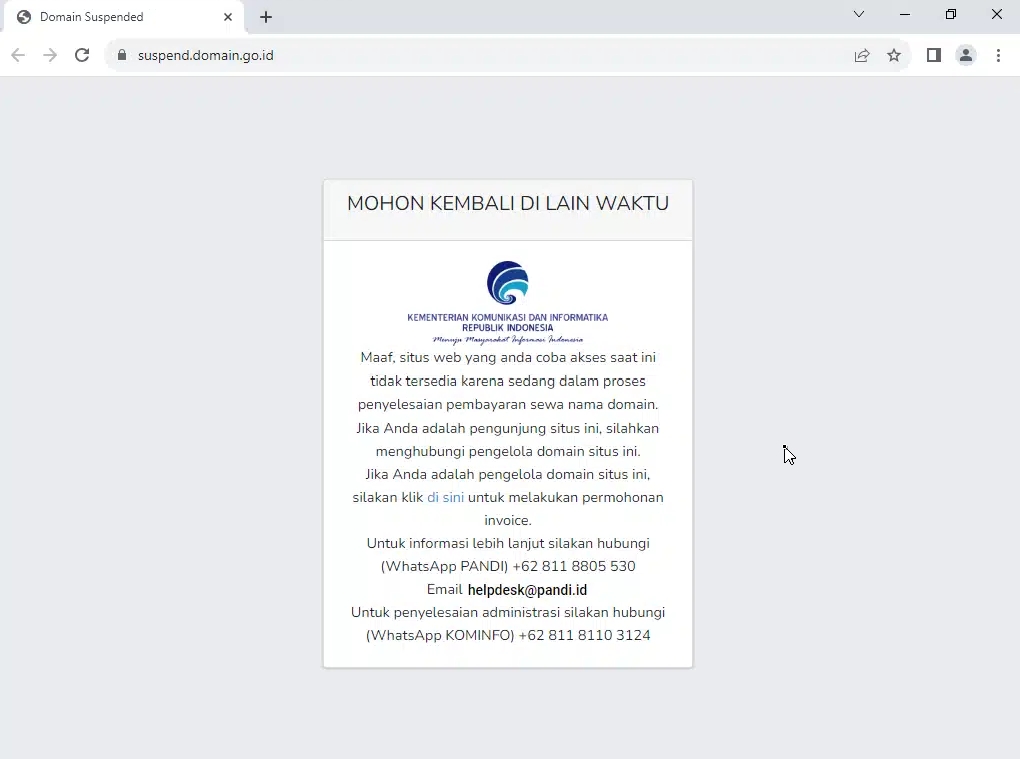 Domain Suspended
suspend.domain.go.id
MOHON KEMBALI DI LAIN WAKTU
KEMENTERIAN KOMUNIKASI DAN INFORMATIKA
REPUBLIK INDONESIA
Menuju Masyarakat Informasi Indonesia
Maaf, situs web yang anda coba akses saat ini
tidak tersedia karena sedang dalam proses
penyelesaian pembayaran sewa nama domain.
Jika Anda adalah pengunjung situs ini, silahkan
menghubungi pengelola domain situs ini.
Jika Anda adalah pengelola domain situs ini,
silakan klik di sini untuk melakukan permohonan
invoice.
Untuk informasi lebih lanjut silakan hubungi
(WhatsApp PANDI) +62 811 8805 530
Email helpdesk@pandi.id
Untuk penyelesaian administrasi silakan hubungi
(WhatsApp KOMINFO) +62 811 8110 3124